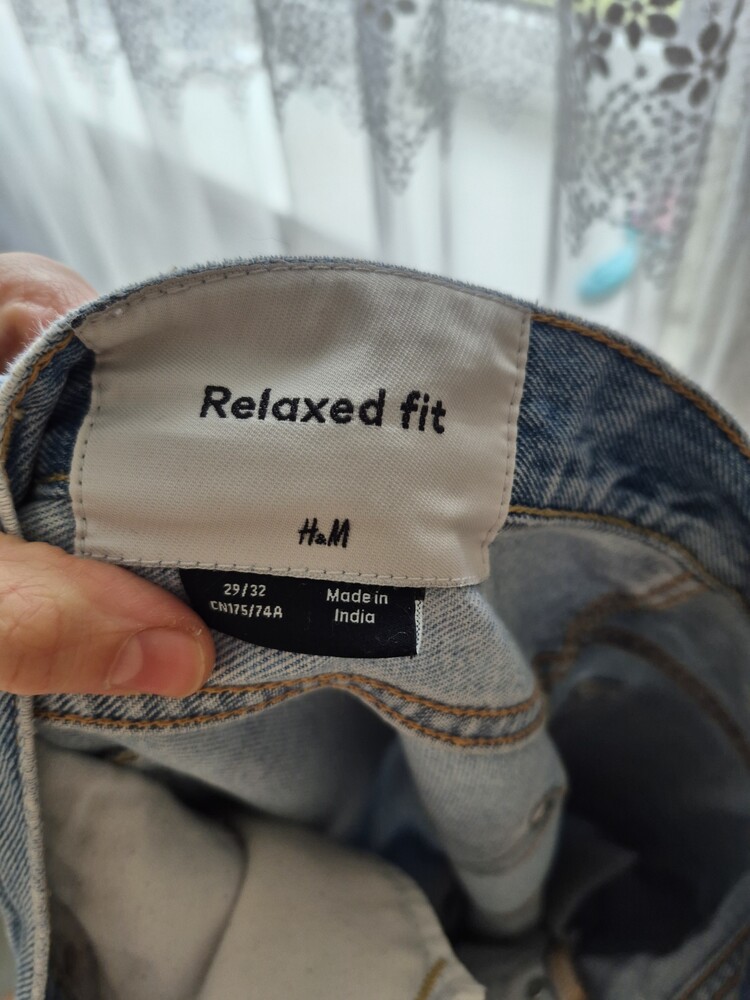 Relaxed fit
H&M
29/32
CN175/74A
Made in
India